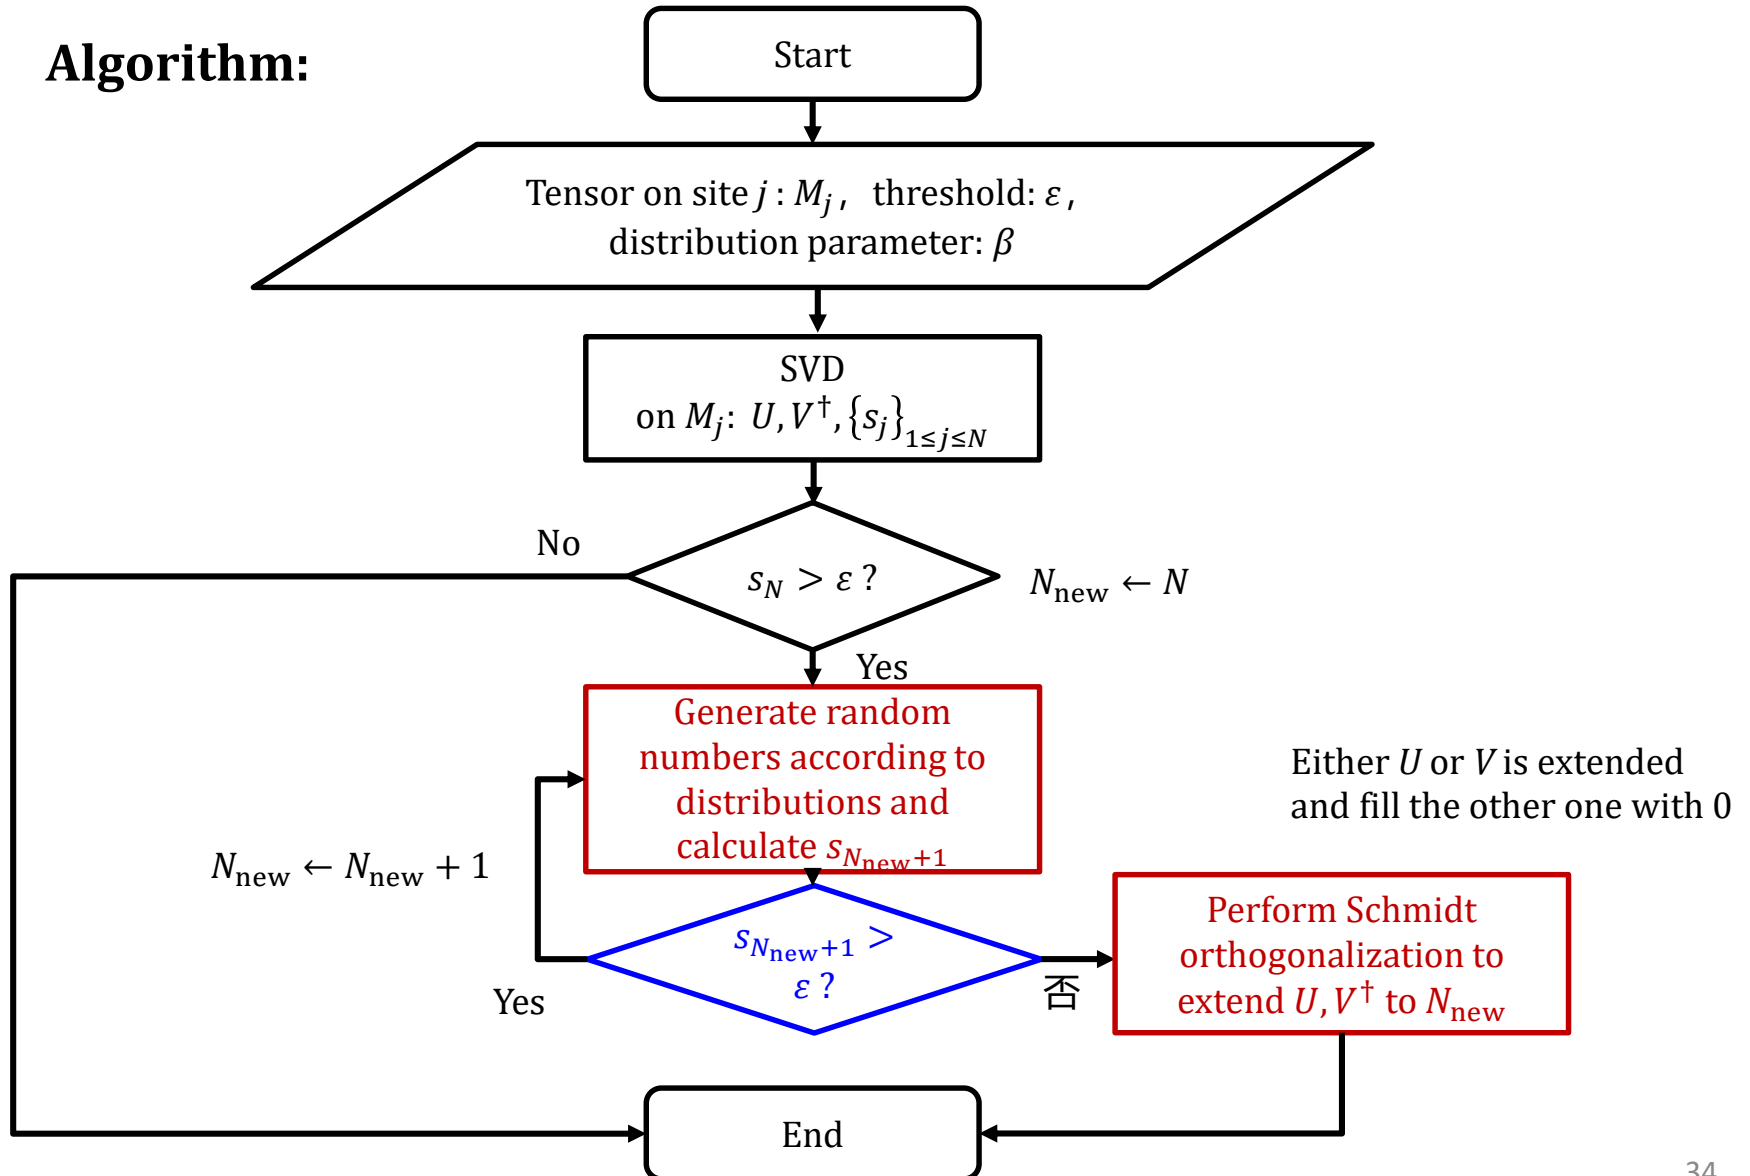 Algorithm:
Start
Tensor on site j : M_j ,   threshold: ε ,
distribution parameter: β
SVD
on M_j:  U, V^†, {s_j}_{1≤j≤N}
No
s_N > ε ?
N_new ← N
Yes
Generate random
numbers according to
distributions and
calculate s_{N_new+1}
Either U or V is extended
and fill the other one with 0
N_new ← N_new + 1
s_{N_new+1} >
ε ?
Yes
否
Perform Schmidt
orthogonalization to
extend U, V^† to N_new
End
34